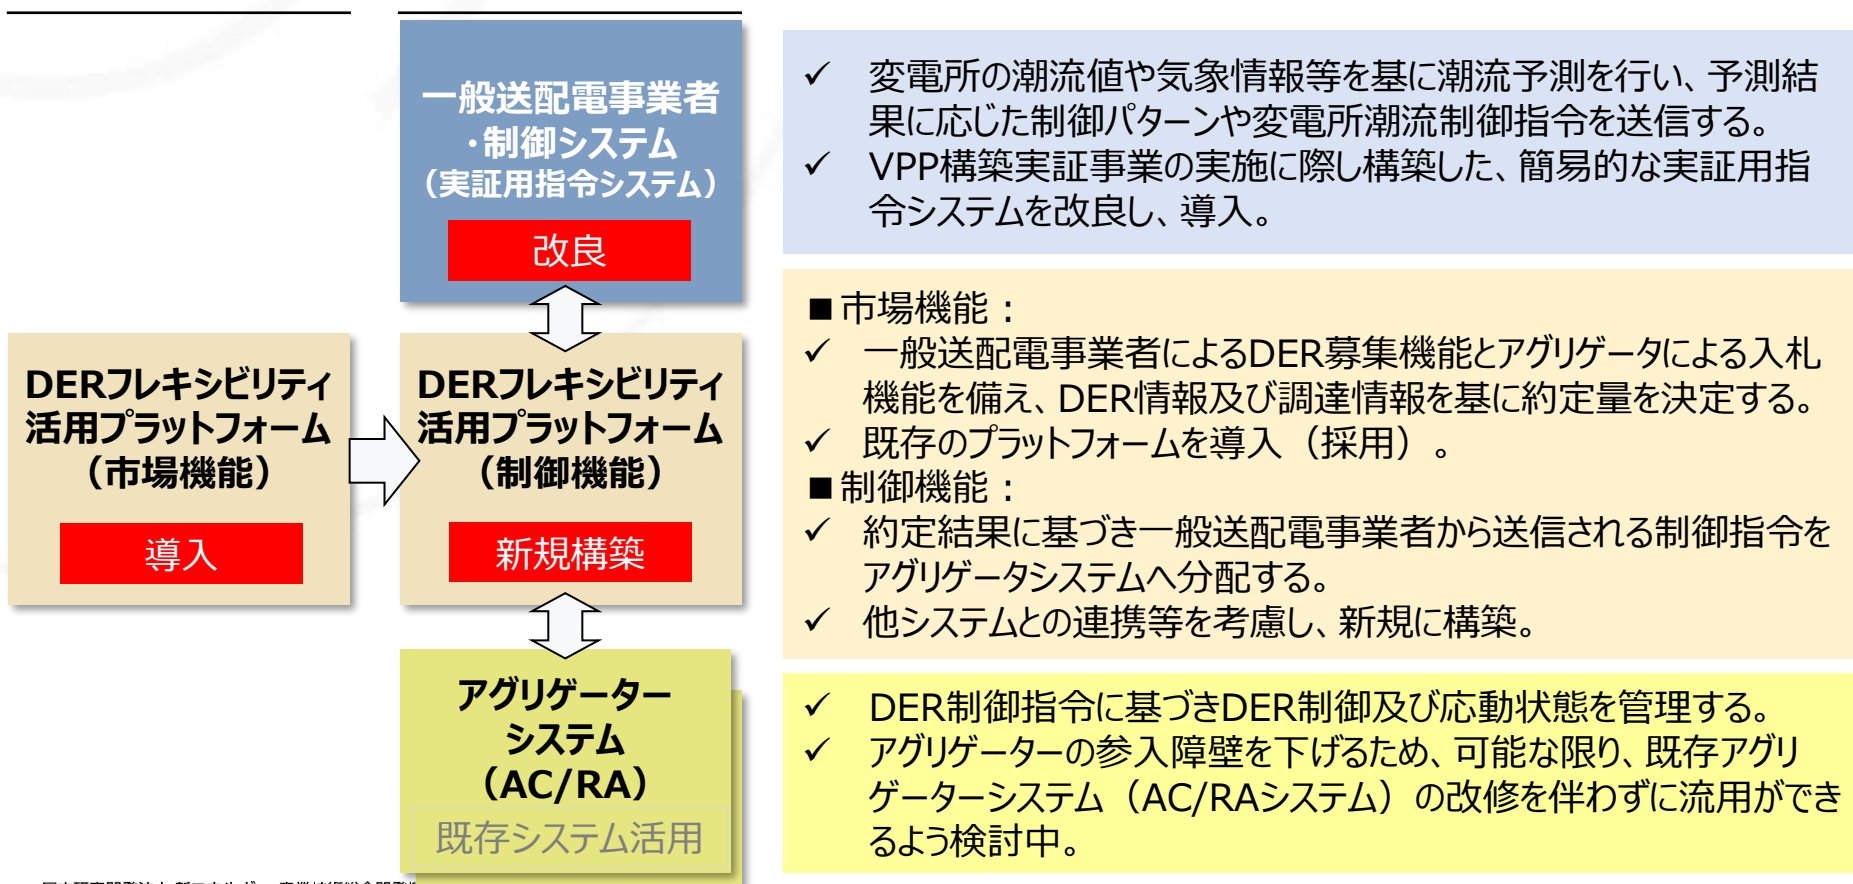 一般送配電事業者
・制御システム
（実証用指令システム）
改良
✓ 変電所の潮流値や気象情報等を基に潮流予測を行い、予測結
果に応じた制御パターンや変電所潮流制御指令を送信する。
✓ VPP構築実証事業の実施に際し構築した、簡易的な実証用指
令システムを改良し、導入。
DERフレキシビリティ
活用プラットフォーム
（市場機能）
導入
DERフレキシビリティ
活用プラットフォーム
（制御機能）
新規構築
■市場機能：
✓ 一般送配電事業者によるDER募集機能とアグリゲータによる入札
機能を備え、DER情報及び調達情報を基に約定量を決定する。
✓ 既存のプラットフォームを導入（採用）。
■制御機能：
✓ 約定結果に基づき一般送配電事業者から送信される制御指令を
アグリゲータシステムへ分配する。
✓ 他システムとの連携等を考慮し、新規に構築。
アグリゲーター
システム
（AC/RA）
既存システム活用
✓ DER制御指令に基づきDER制御及び応動状態を管理する。
✓ アグリゲーターの参入障壁を下げるため、可能な限り、既存アグリ
ゲーターシステム（AC/RAシステム）の改修を伴わずに流用ができ
るよう検討中。